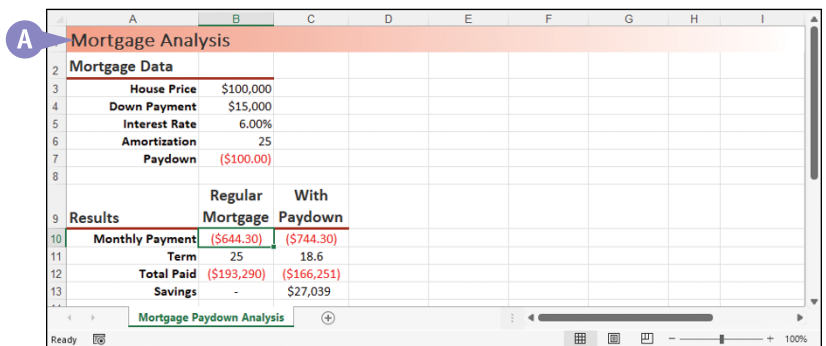 A B C D E F G H I
A
Mortgage Analysis
2 Mortgage Data
3 House Price $100,000
4 Down Payment $15,000
5 Interest Rate 6.00%
6 Amortization 25
7 Paydown ($100.00)
8
Regular With
9 Results Mortgage Paydown
10 Monthly Payment ($644.30) ($744.30)
11 Term 25 18.6
12 Total Paid ($193,290) ($166,251)
13 Savings - $27,039
Mortgage Paydown Analysis
Ready 100%